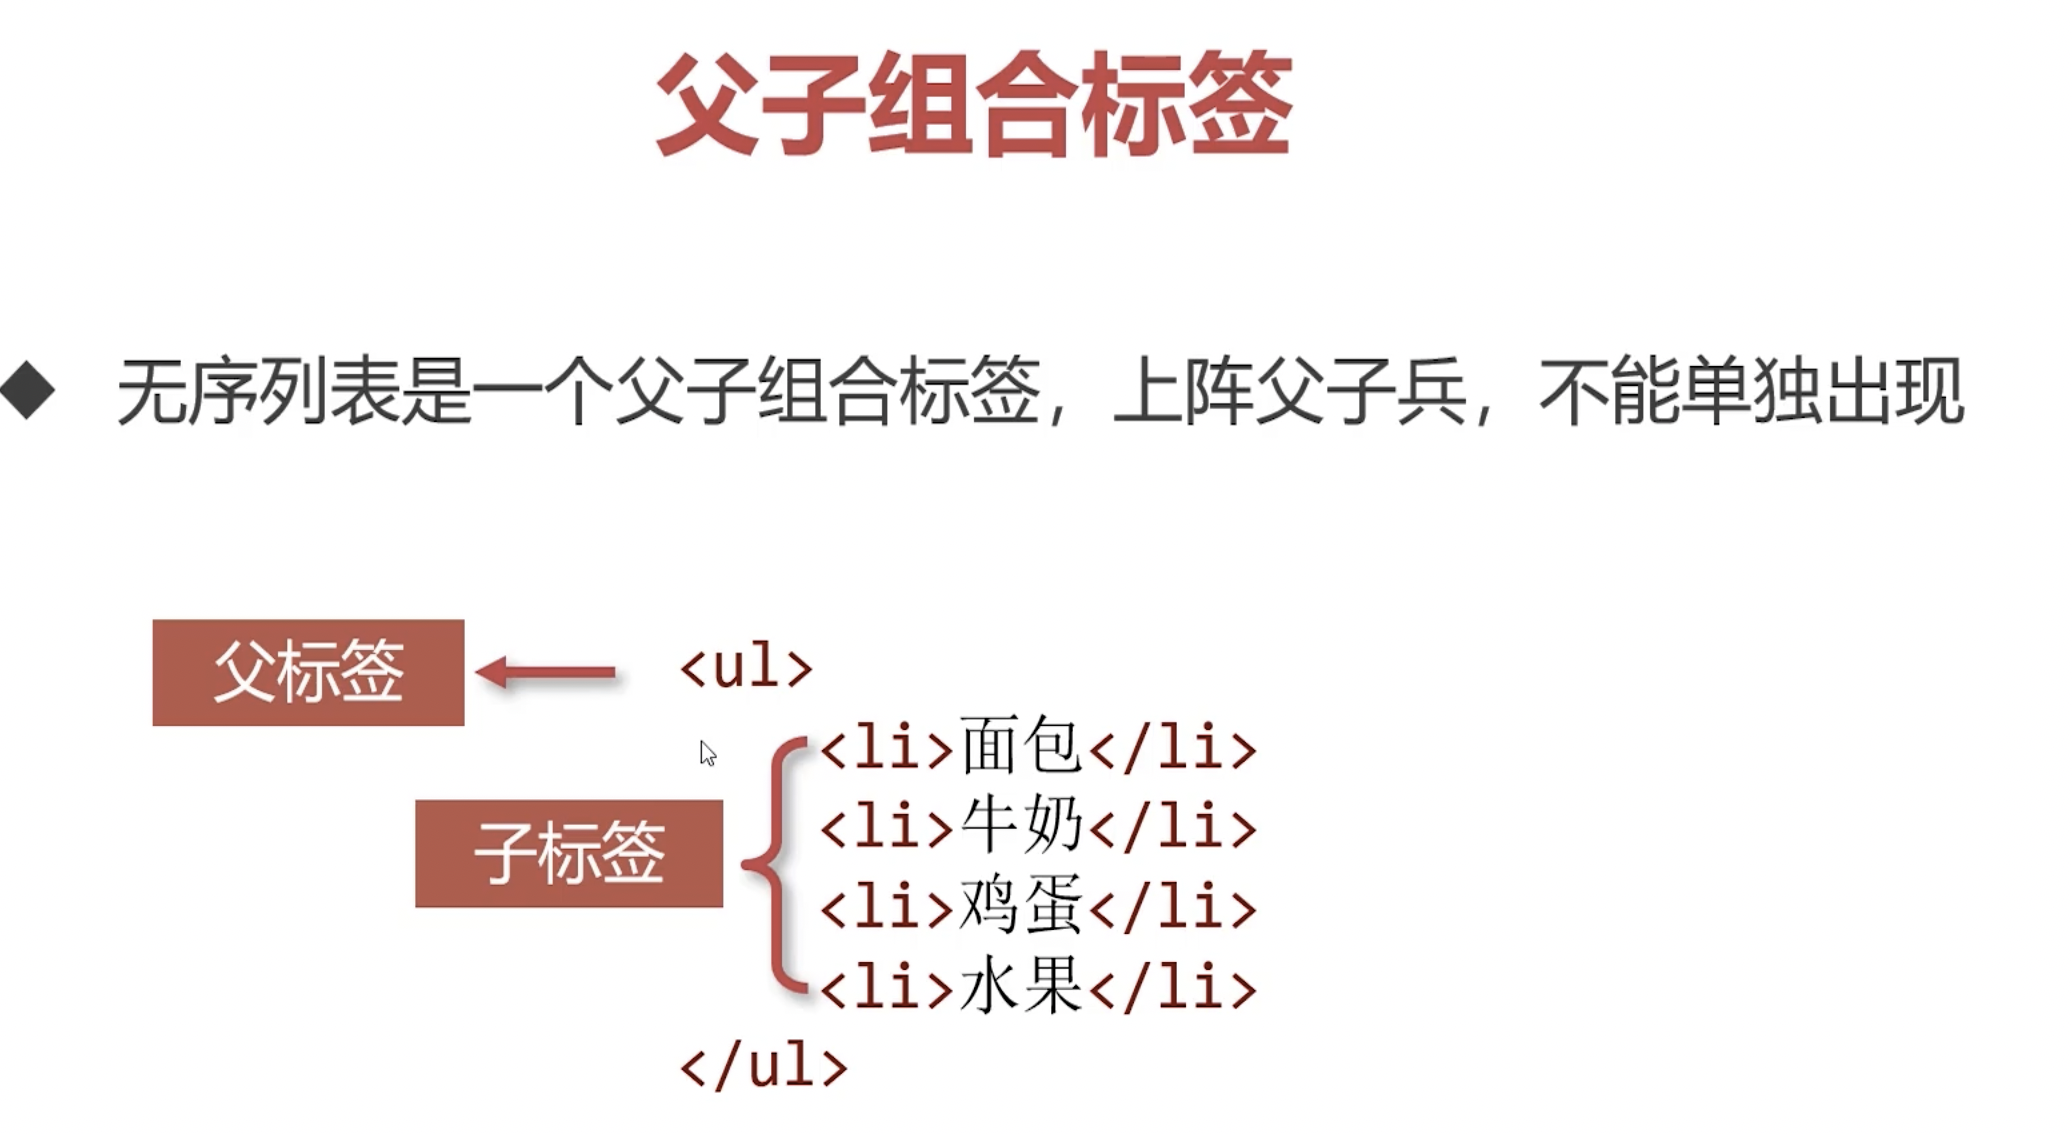 父子组合标签
无序列表是一个父子组合标签，上阵父子兵，不能单独出现
父标签
<ul>
<li>面包</li>
<li>牛奶</li>
子标签
<li>鸡蛋</li>
<li>水果</li>
</ul>